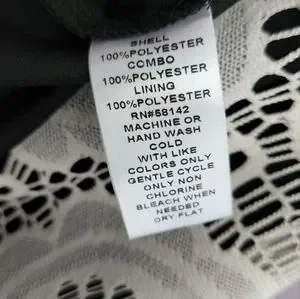 SHELL
100%POLYESTER
COMBO
100%POLYESTER
LINING
100%POLYESTER
RN#58142
MACHINE OR
HAND WASH
COLD
WITH LIKE
COLORS ONLY
GENTLE CYCLE
ONLY NON
CHLORINE
BLEACH WHEN
NEEDED
DRY FLAT